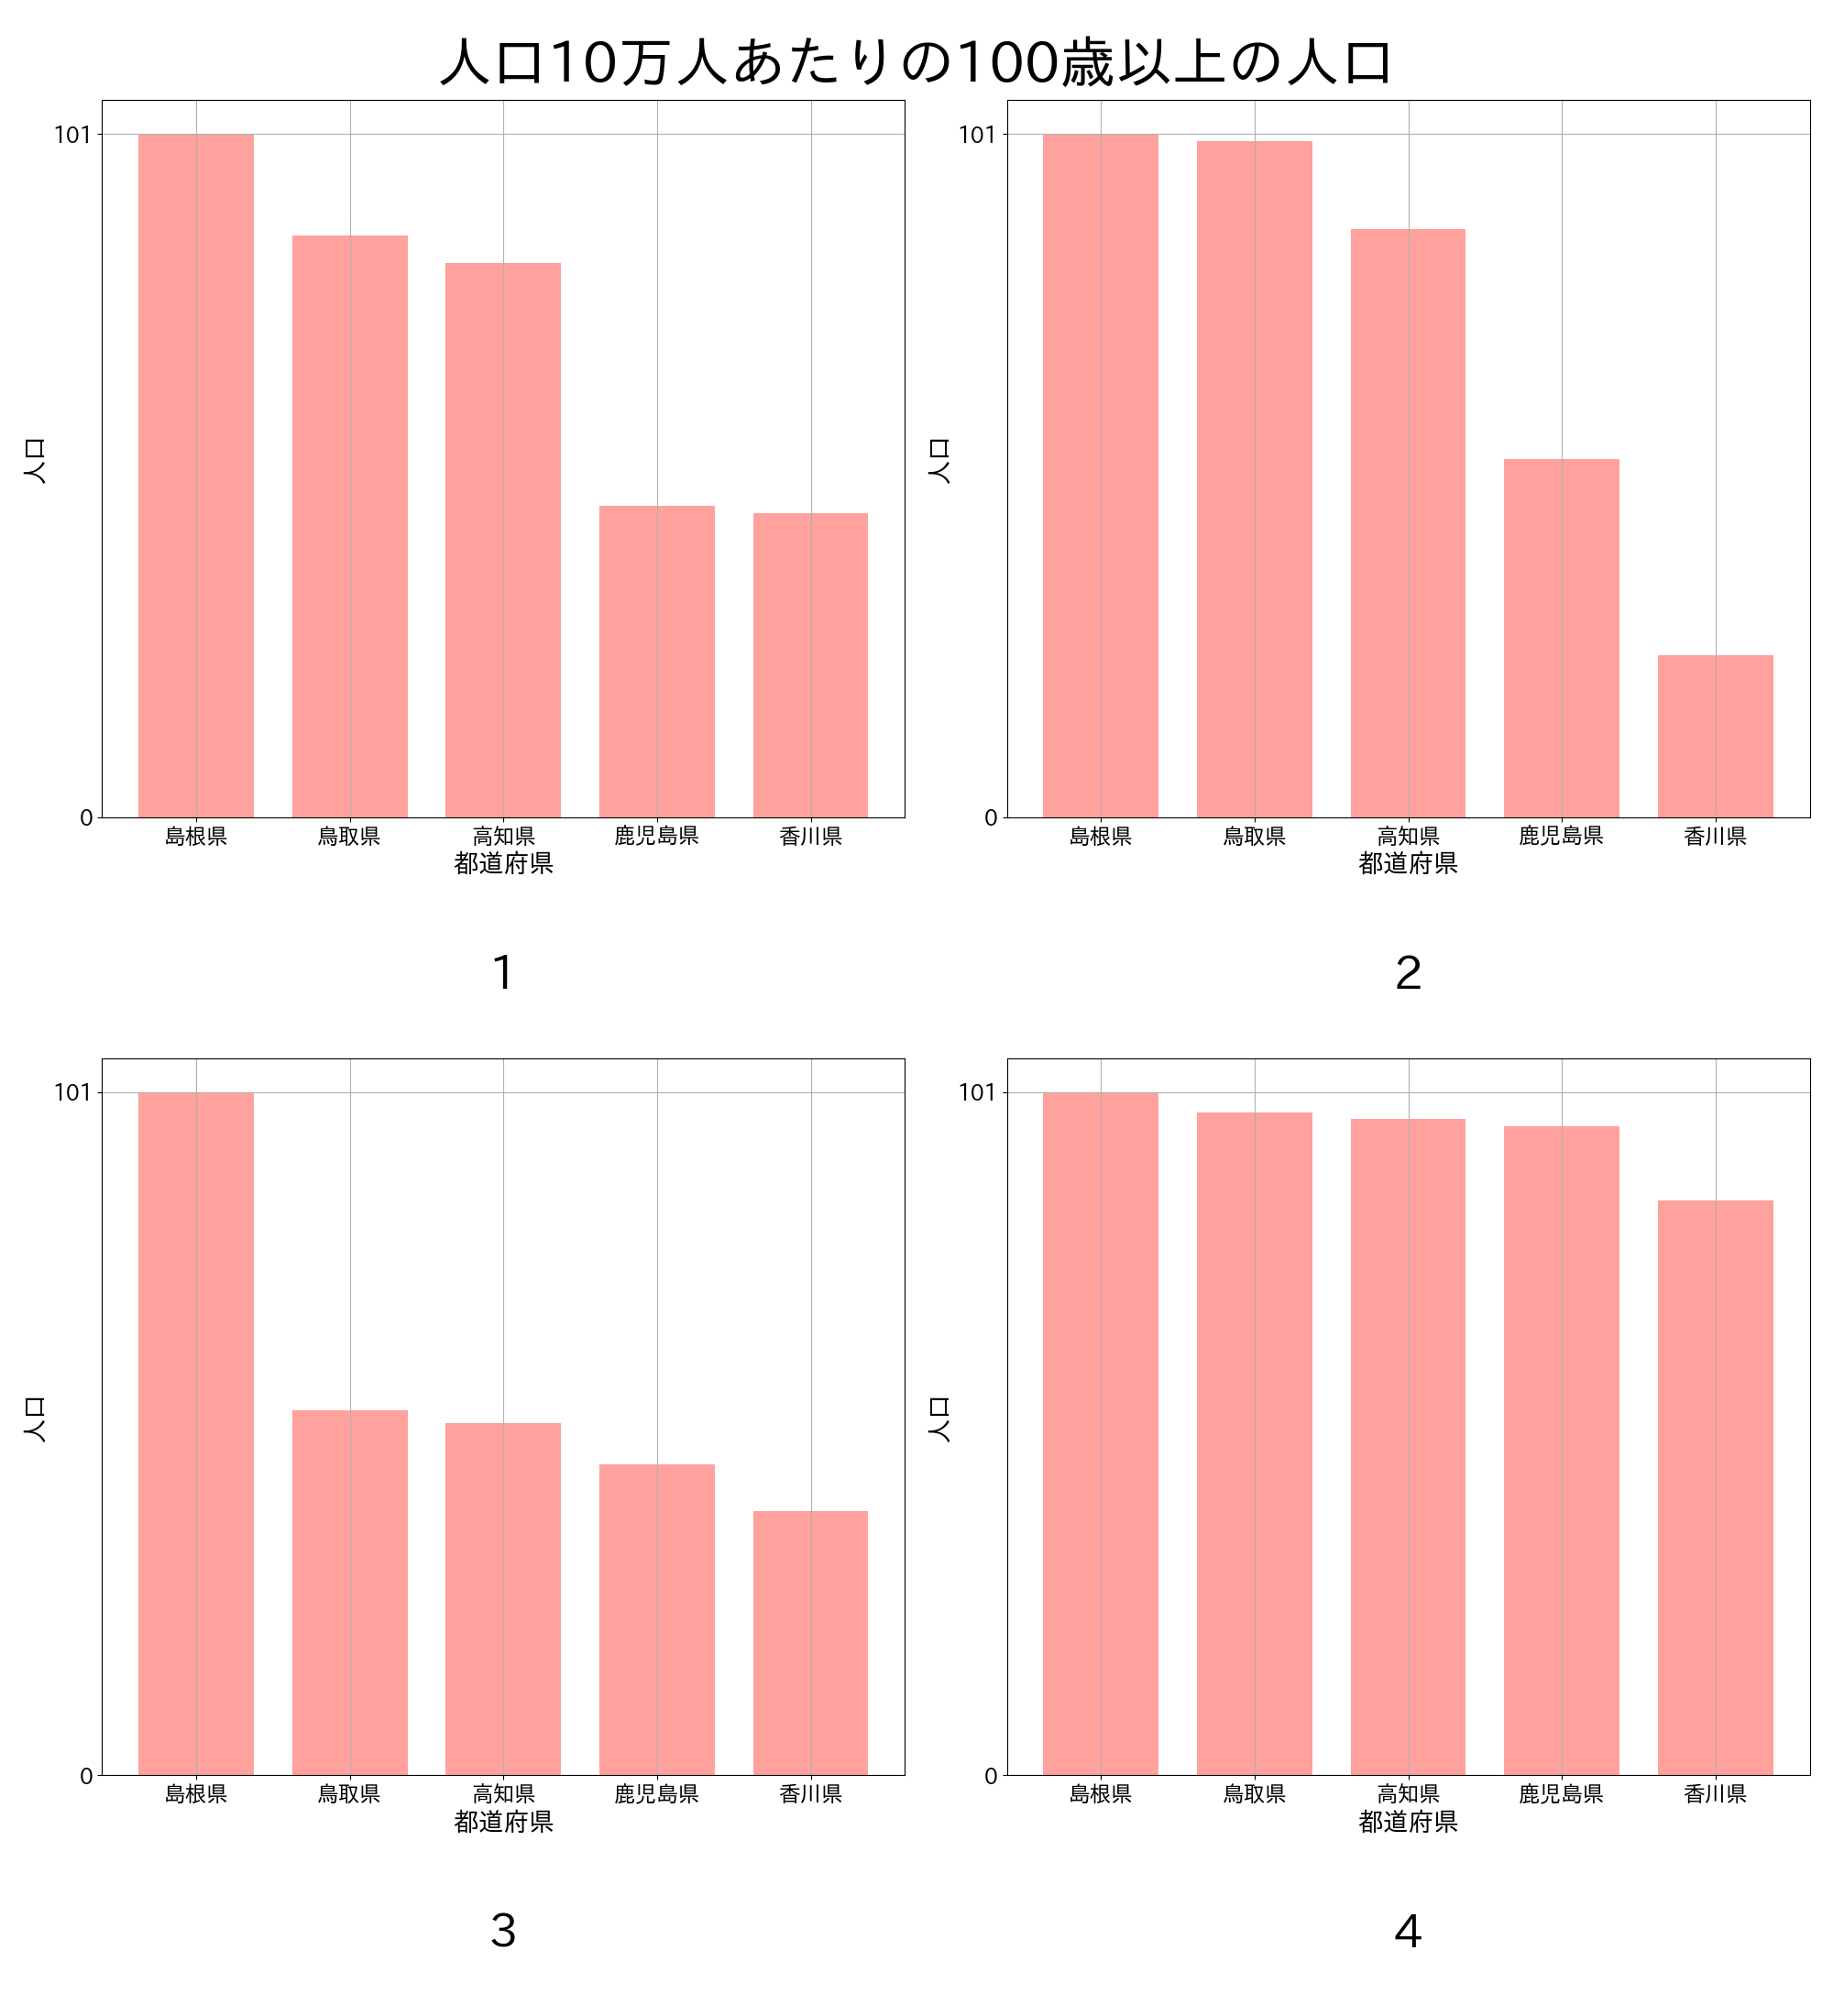 人口10万人あたりの100歳以上の人口
101
0
人口
島根県 鳥取県 高知県 鹿児島県 香川県
都道府県
1
101
0
人口
島根県 鳥取県 高知県 鹿児島県 香川県
都道府県
2
101
0
人口
島根県 鳥取県 高知県 鹿児島県 香川県
都道府県
3
101
0
人口
島根県 鳥取県 高知県 鹿児島県 香川県
都道府県
4